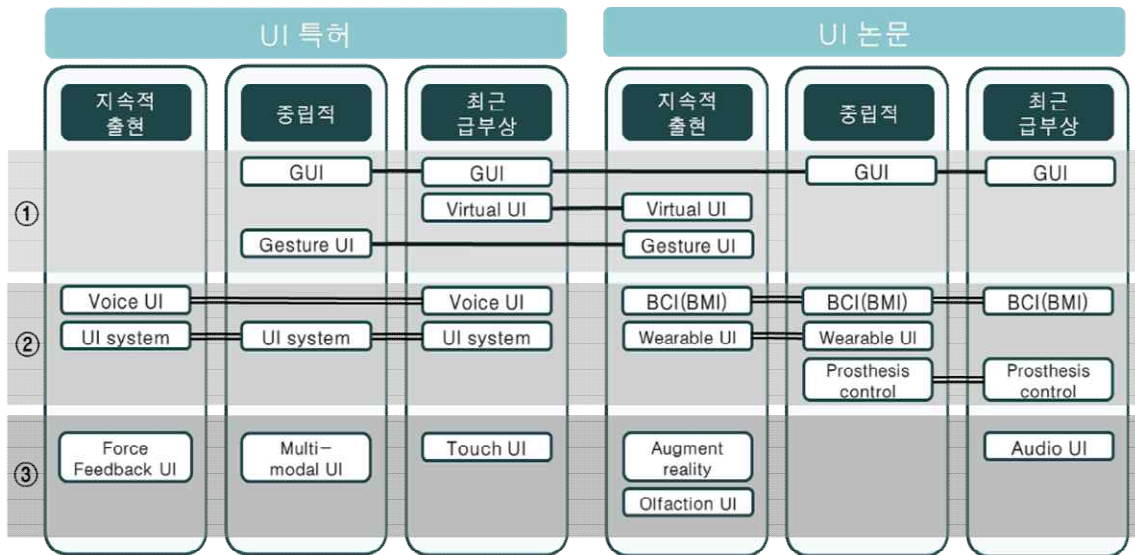 UI 특허
UI 논문
지속적
출현
중립적
최근
급부상
지속적
출현
중립적
최근
급부상
①
GUI
GUI
GUI
GUI
Virtual UI
Virtual UI
Gesture UI
Gesture UI
②
Voice UI
Voice UI
BCI(BMI)
BCI(BMI)
BCI(BMI)
UI system
UI system
UI system
Wearable UI
Wearable UI
Prosthesis
control
Prosthesis
control
③
Force
Feedback UI
Multi-
modal UI
Touch UI
Augment
reality
Audio UI
Olfaction UI